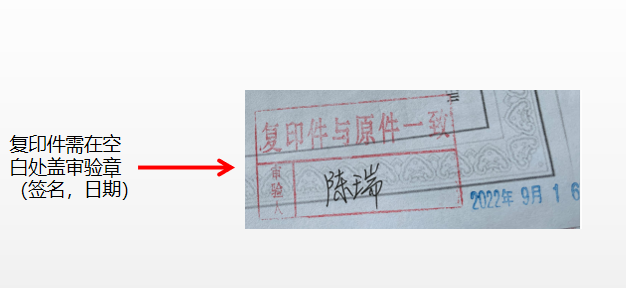 复印件需在空
白处盖审验章
（签名，日期）
复印件与原件一致
审验人
陈瑞
2022年 9月 1 6